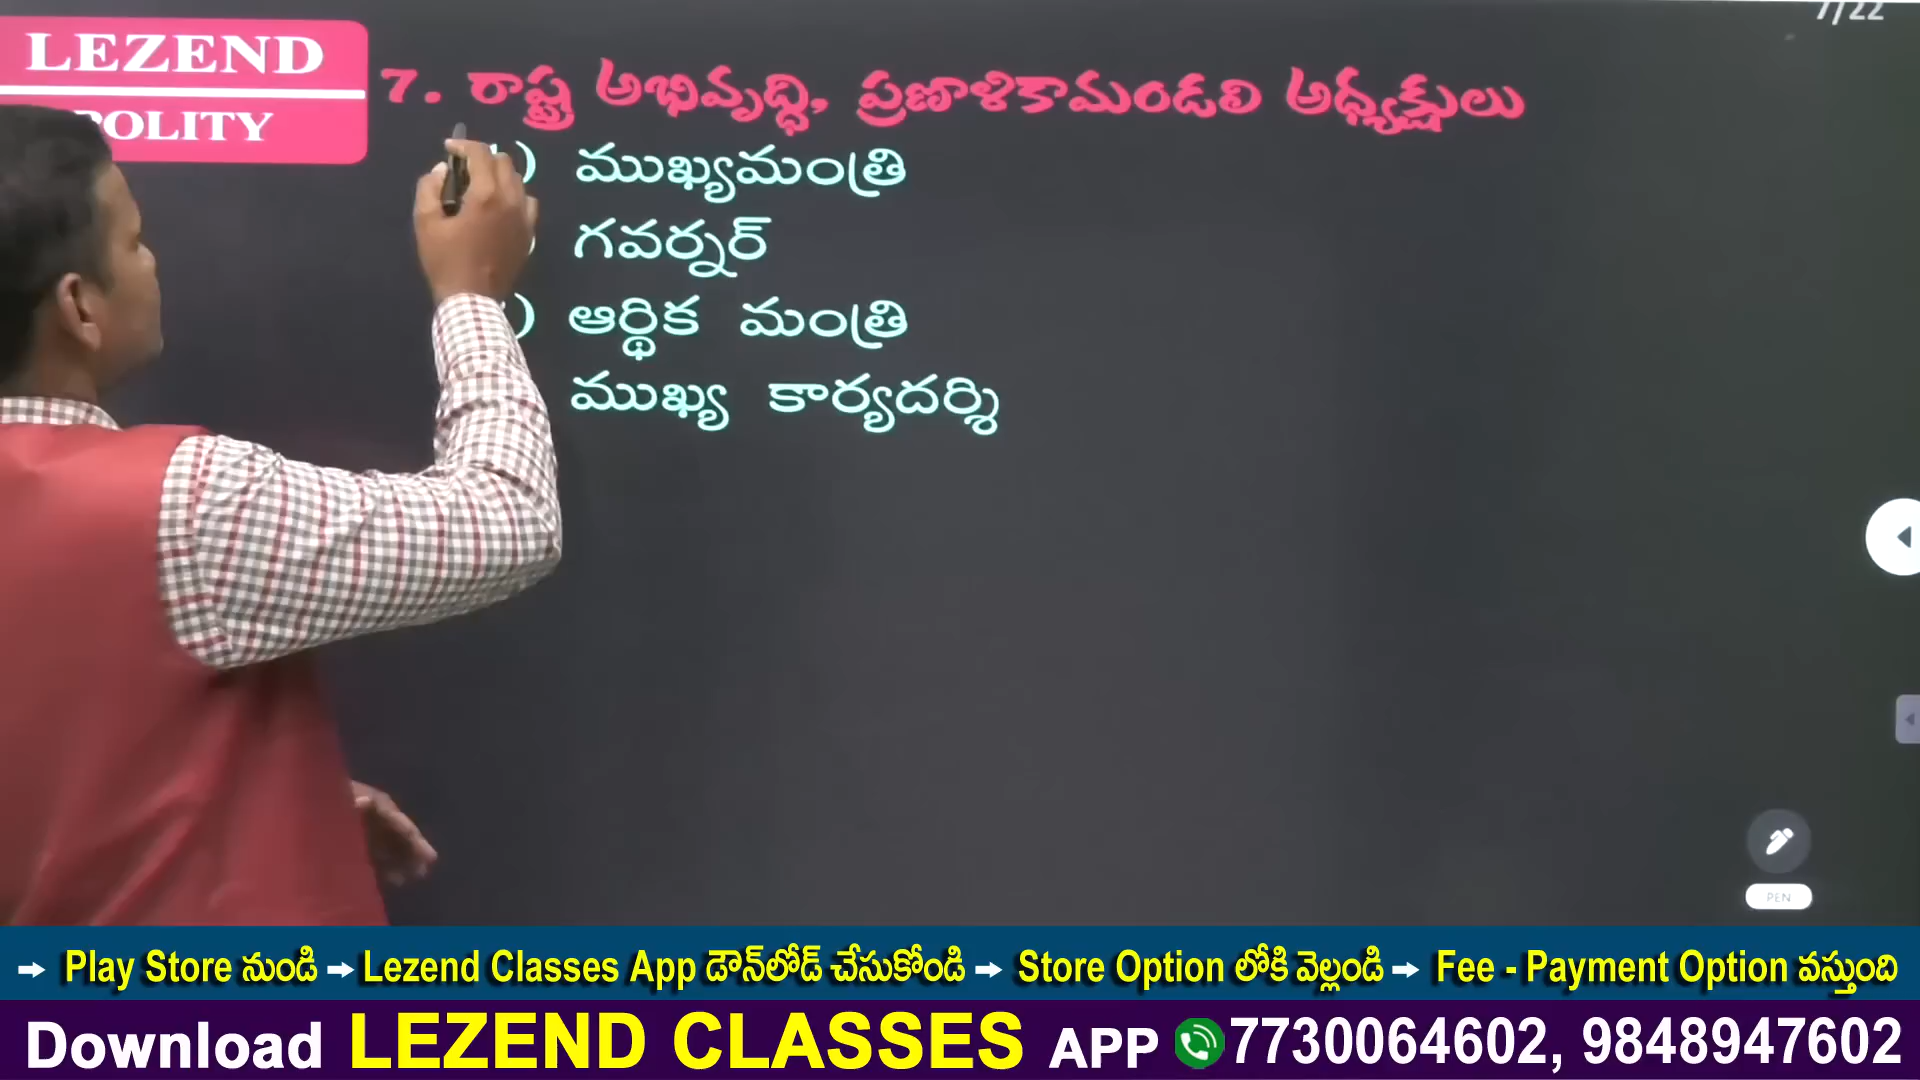 7/22
LEZEND
POLITY
7. రాష్ట్ర అభివృద్ధి, ప్రణాళికామండలి అధ్యక్షులు
) ముఖ్యమంత్రి
) గవర్నర్
) ఆర్థిక మంత్రి
ముఖ్య కార్యదర్శి
PEN
→ Play Store నుండి → Lezend Classes App డౌన్‌లోడ్ చేసుకోండి → Store Option లోకి వెల్లండి → Fee - Payment Option వస్తుంది
Download LEZEND CLASSES APP 7730064602, 9848947602